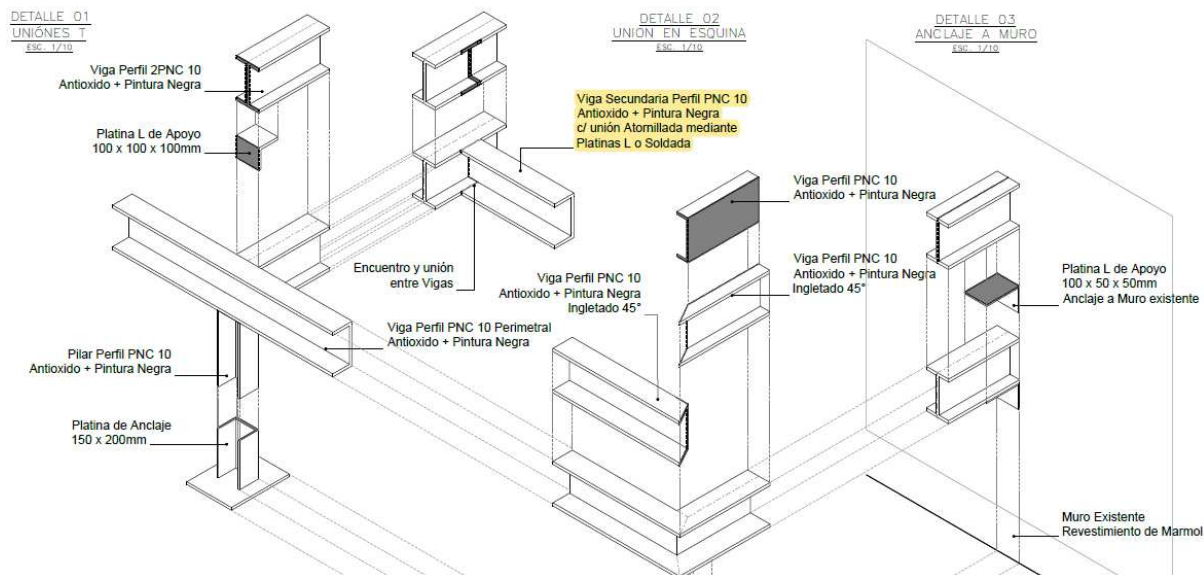 DETALLE 01
UNIÓNES T
ESC. 1/10
Viga Perfil 2PNC 10
Antioxido + Pintura Negra
Platina L de Apoyo
100 x 100 x 100mm
Viga Perfil PNC 10 Perimetral
Antioxido + Pintura Negra
Pilar Perfil PNC 10
Antioxido + Pintura Negra
Platina de Anclaje
150 x 200mm
Viga Secundaria Perfil PNC 10
Antioxido + Pintura Negra
c/ unión Atornillada mediante
Platinas L o Soldada
Encuentro y unión
entre Vigas
DETALLE 02
UNION EN ESQUINA
ESC. 1/10
Viga Perfil PNC 10
Antioxido + Pintura Negra
Viga Perfil PNC 10
Antioxido + Pintura Negra
Ingletado 45°
Viga Perfil PNC 10
Antioxido + Pintura Negra
Ingletado 45°
DETALLE 03
ANCLAJE A MURO
ESC. 1/10
Platina L de Apoyo
100 x 50 x 50mm
Anclaje a Muro existente
Muro Existente
Revestimiento de Marmol